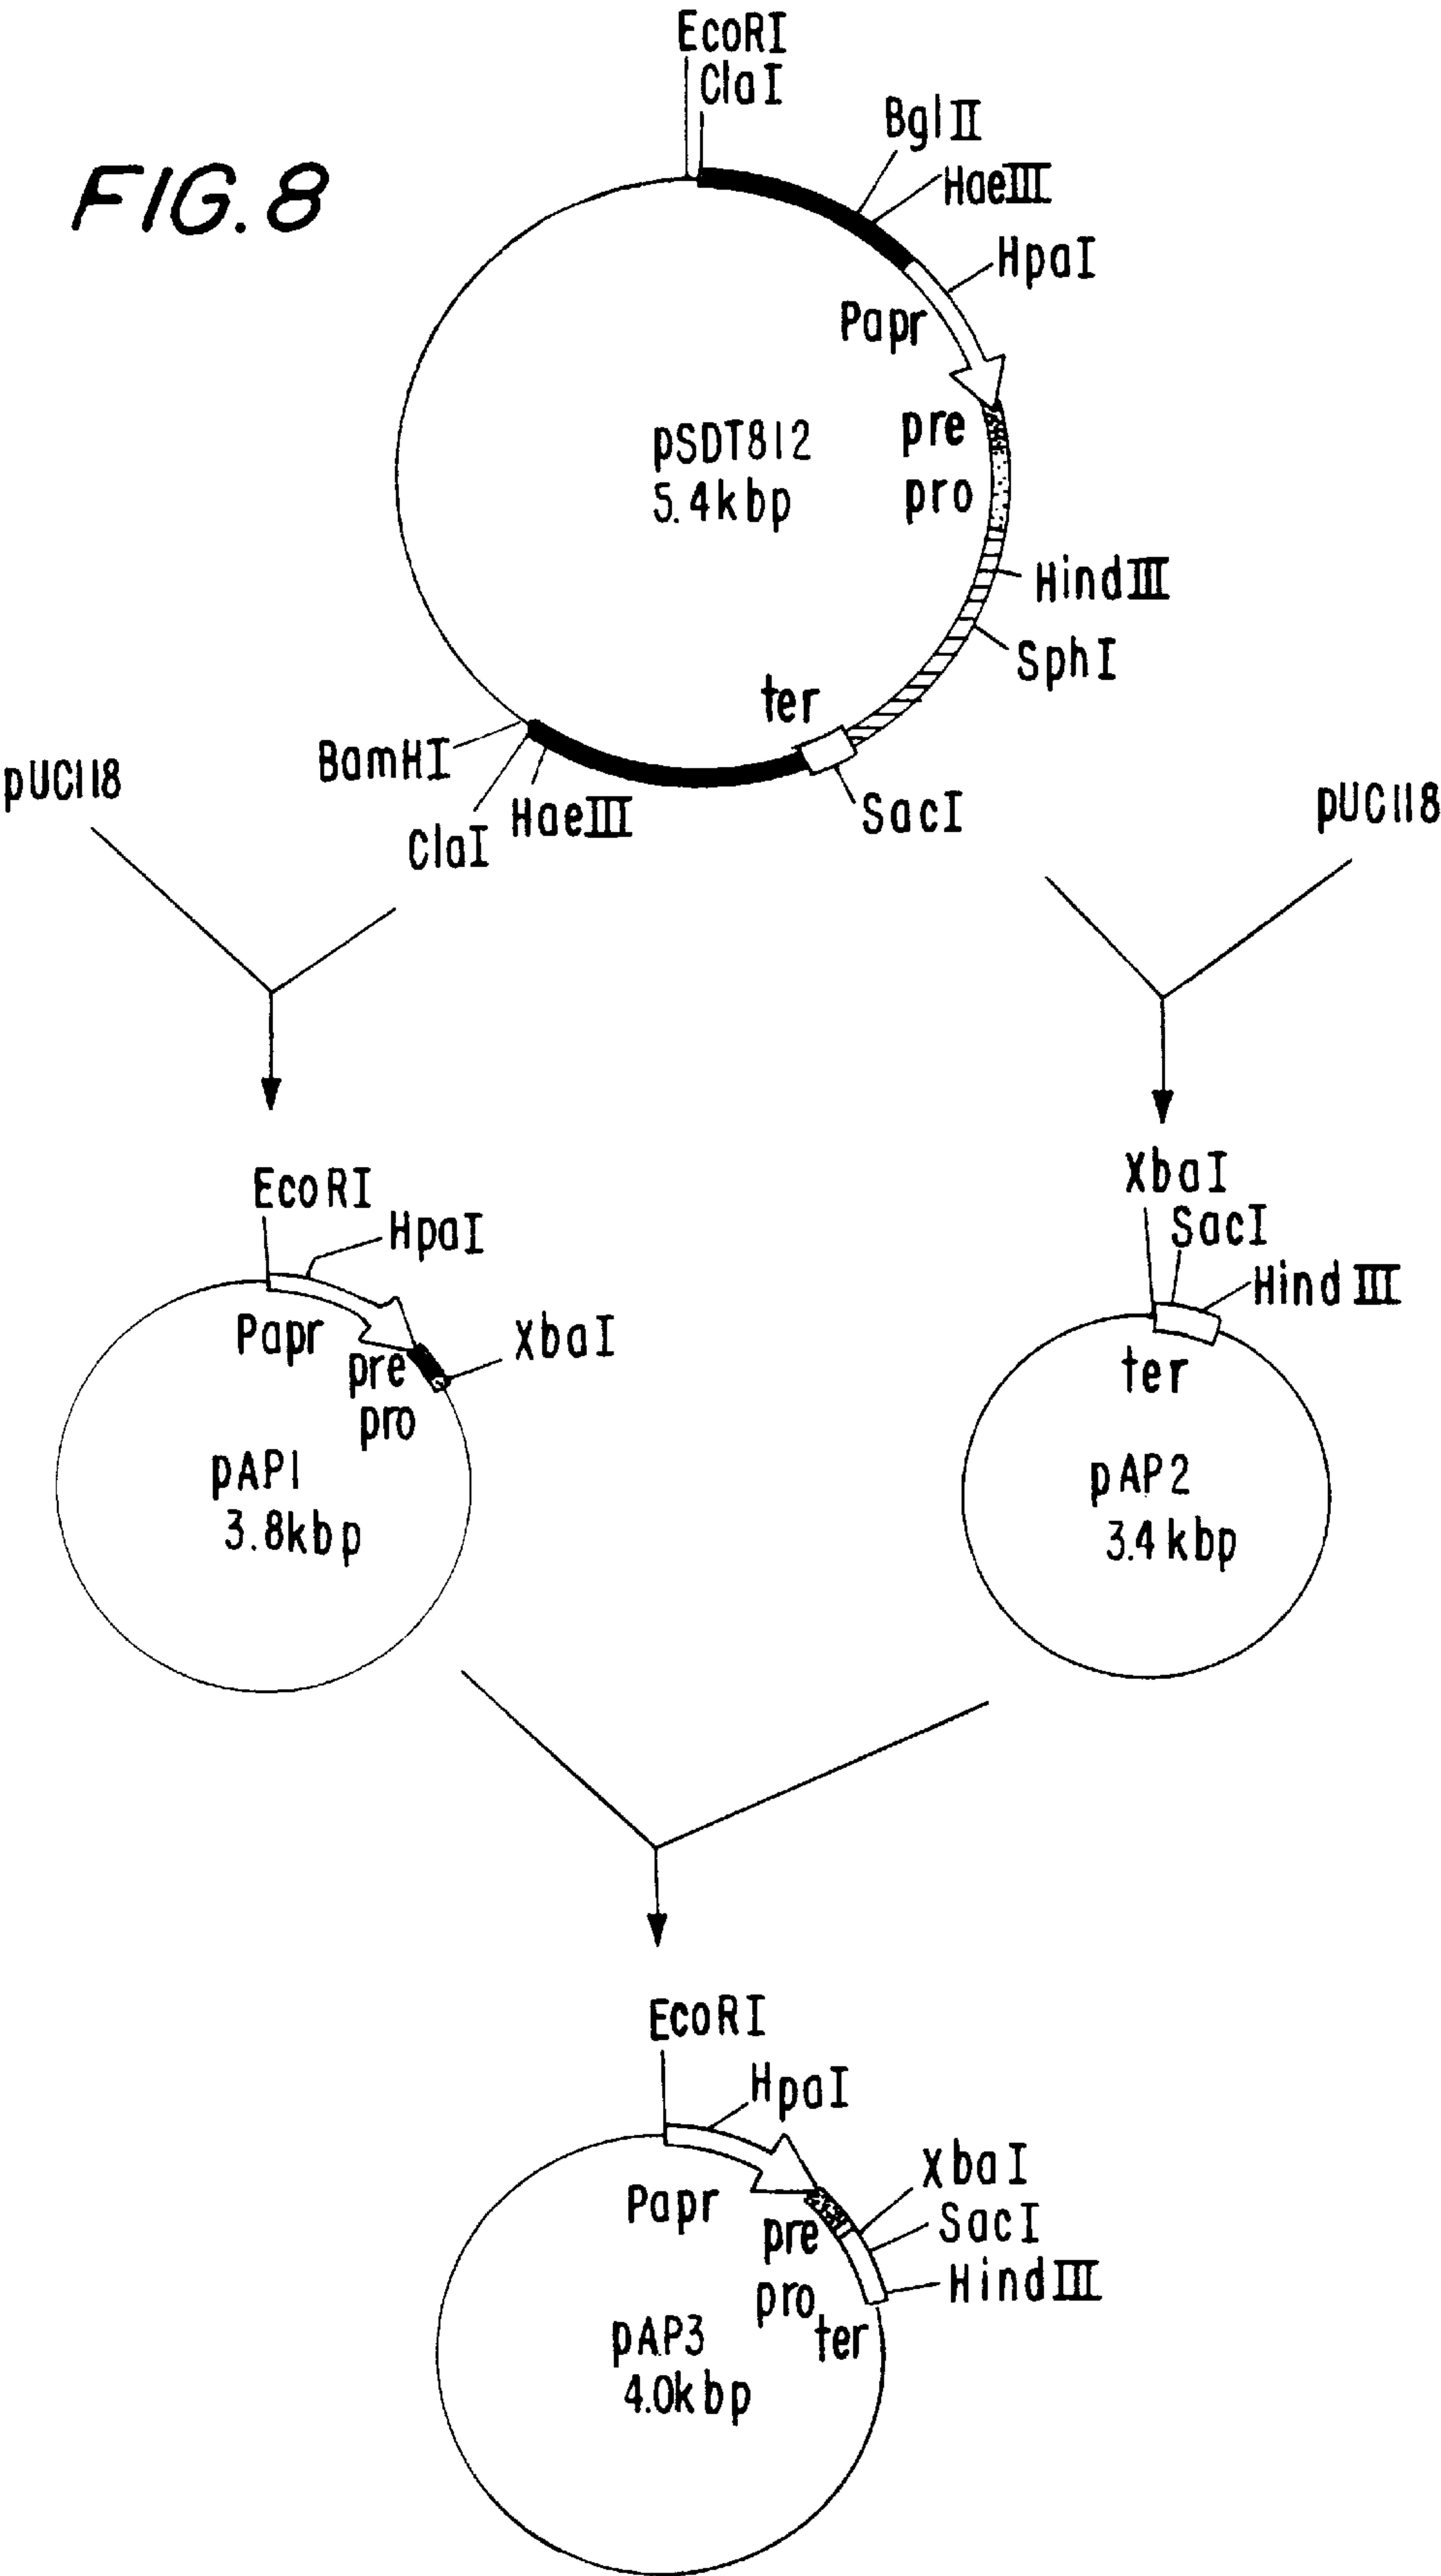 FIG. 8
EcoRI
ClaI
BglII
HaeIII
HpaI
Papr
pre
pro
pSDT812
5.4kbp
HindIII
SphI
ter
BamHI
ClaI
HaeIII
SacI
pUC118
pUC118
EcoRI
HpaI
XbaI
Papr
pre
pro
pAP1
3.8kbp
XbaI
SacI
HindIII
ter
pAP2
3.4kbp
EcoRI
HpaI
XbaI
SacI
HindIII
Papr
pre
pro
ter
pAP3
4.0kbp